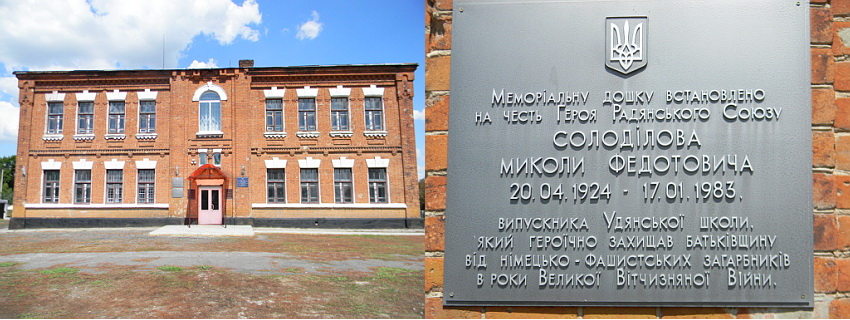 Меморіальну дошку встановлено
на честь Героя Радянського Союзу
СОЛОДІЛОВА
МИКОЛИ ФЕДОТОВИЧА
20.04.1924 - 17.01.1983.
випускника Удянської школи,
який героїчно захищав Батьківщину
від німецько-фашистських загарбників
в роки Великої Вітчизняної Війни.